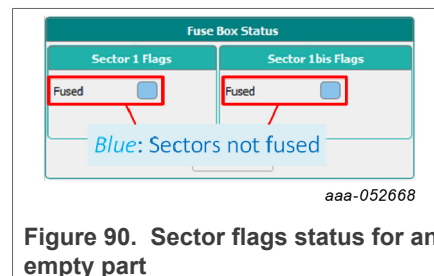 Fuse Box Status
Sector 1 Flags Sector 1bis Flags
Fused Fused
Blue: Sectors not fused
aaa-052668
Figure 90. Sector flags status for an
empty part